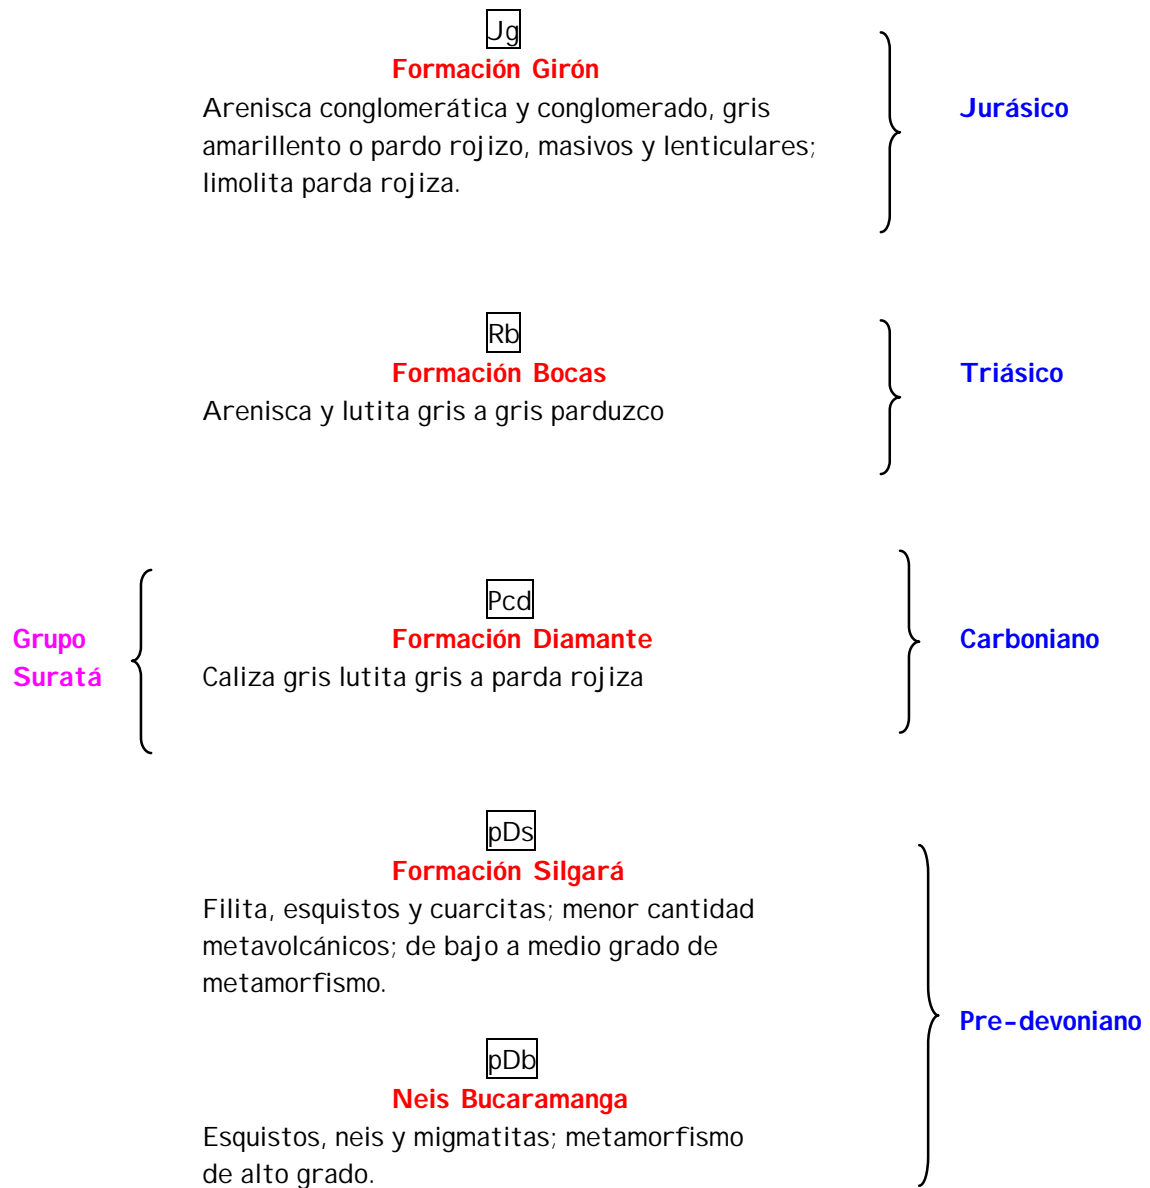 Jg
Formación Girón
Arenisca conglomerática y conglomerado, gris
amarillento o pardo rojizo, masivos y lenticulares;
limolita parda rojiza.
Jurásico
Rb
Formación Bocas
Arenisca y lutita gris a gris parduzco
Triásico
Grupo
Suratá
Pcd
Formación Diamante
Caliza gris lutita gris a parda rojiza
Carboniano
pDs
Formación Silgará
Filita, esquistos y cuarcitas; menor cantidad
metavolcánicos; de bajo a medio grado de
metamorfismo.
Pre-devoniano
pDb
Neis Bucaramanga
Esquistos, neis y migmatitas; metamorfismo
de alto grado.